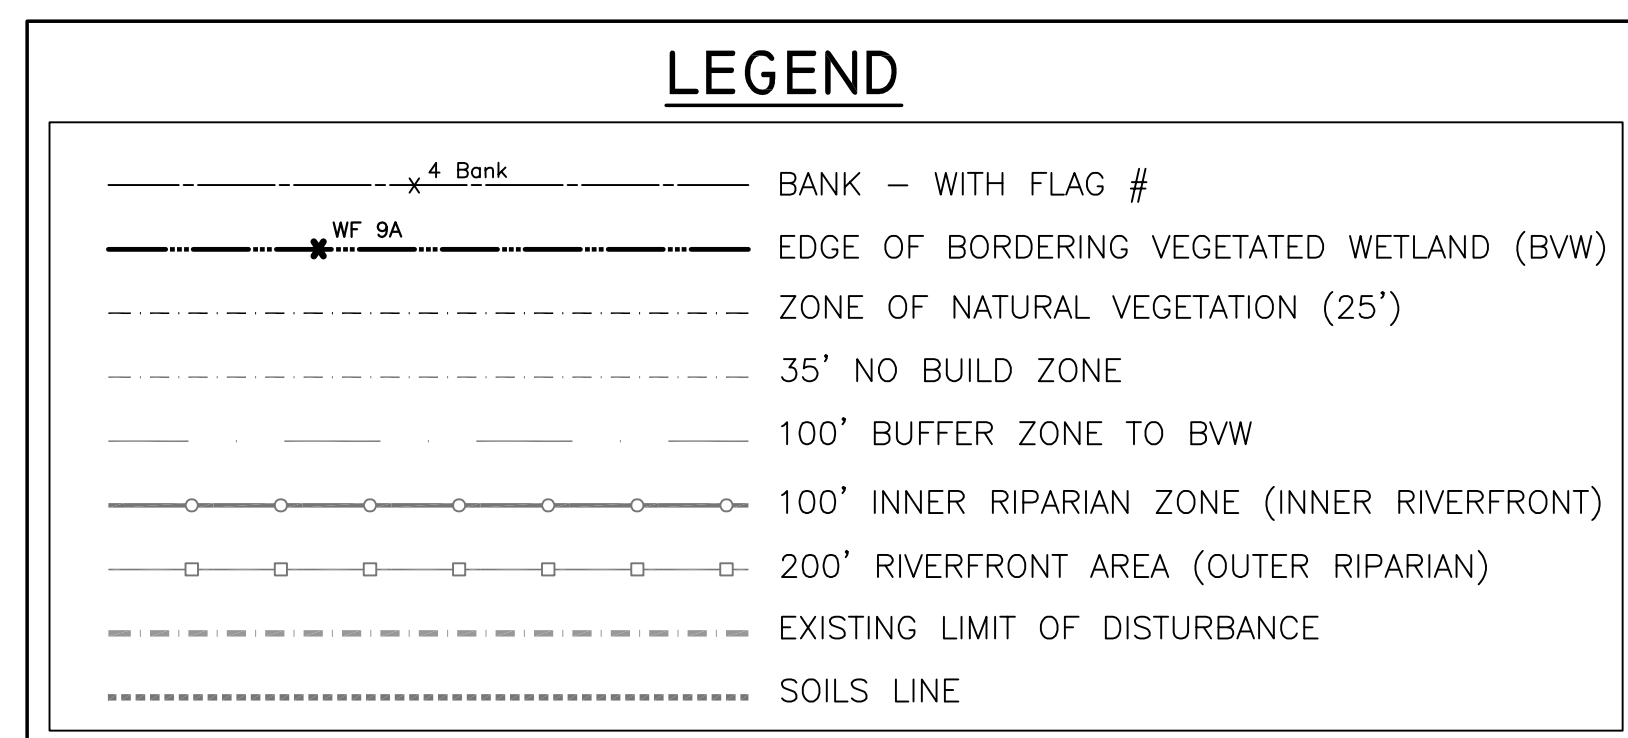 LEGEND
4 Bank
BANK – WITH FLAG #
WF 9A
EDGE OF BORDERING VEGETATED WETLAND (BVW)
ZONE OF NATURAL VEGETATION (25')
35' NO BUILD ZONE
100' BUFFER ZONE TO BVW
100' INNER RIPARIAN ZONE (INNER RIVERFRONT)
200' RIVERFRONT AREA (OUTER RIPARIAN)
EXISTING LIMIT OF DISTURBANCE
SOILS LINE